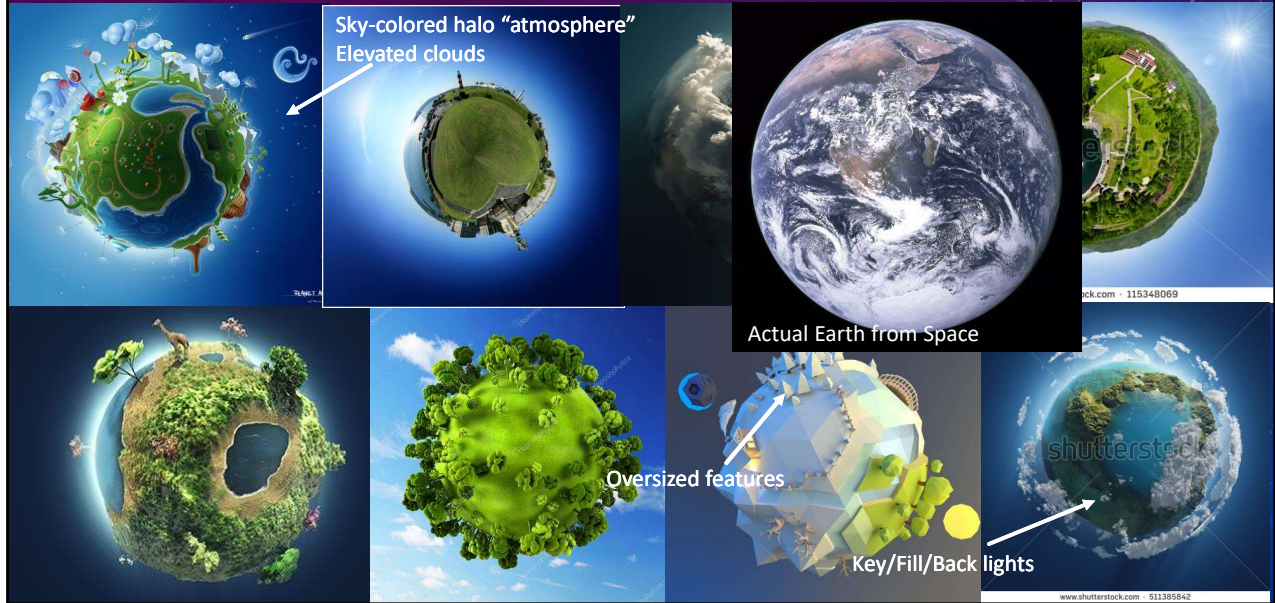 Sky-colored halo “atmosphere”
Elevated clouds
ck.com · 115348069
Actual Earth from Space
Oversized features
shutterstock
Key/Fill/Back lights
www.shutterstock.com · 511385842